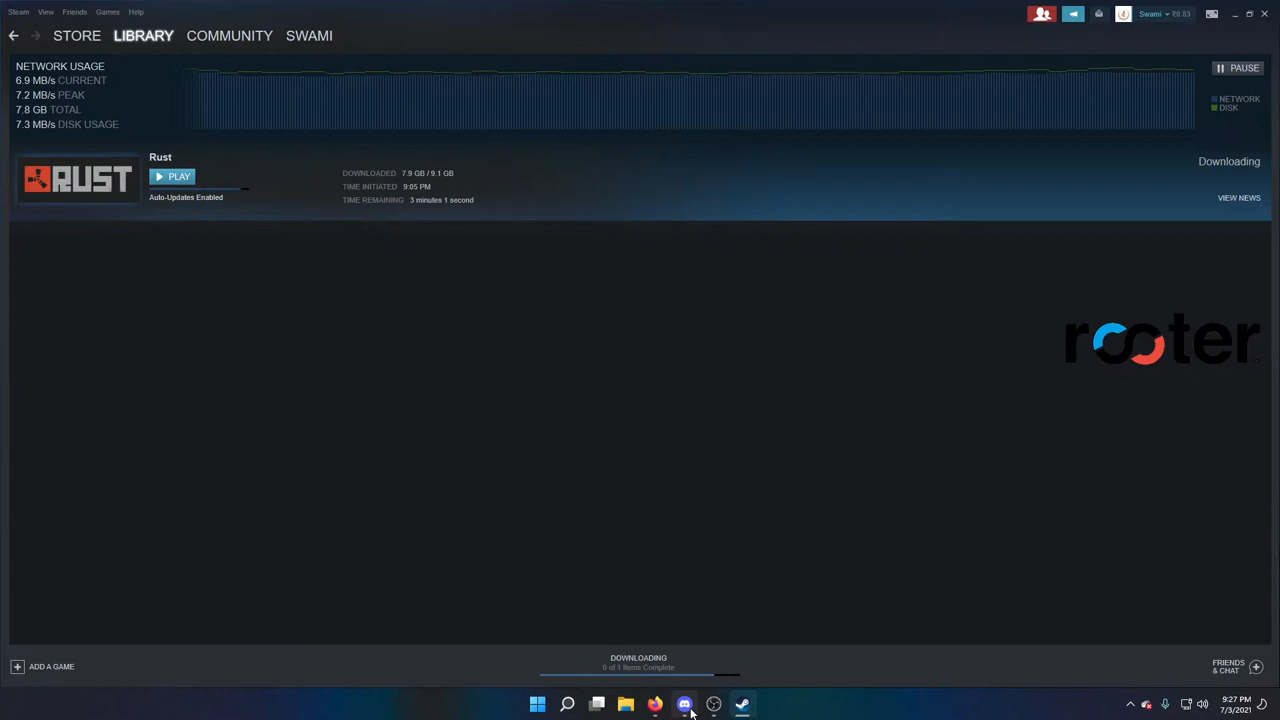 Steam View Friends Games Help
Swami ₹0.83
STORE LIBRARY COMMUNITY SWAMI
NETWORK USAGE
6.9 MB/s CURRENT
7.2 MB/s PEAK
7.8 GB TOTAL
7.3 MB/s DISK USAGE
PAUSE
NETWORK
DISK
RUST
Rust
PLAY
Auto-Updates Enabled
DOWNLOADED 7.9 GB / 9.1 GB
TIME INITIATED 9:05 PM
TIME REMAINING 3 minutes 1 second
Downloading
VIEW NEWS
rooter
ADD A GAME
DOWNLOADING
0 of 1 Items Complete
FRIENDS
& CHAT
9:27 PM
7/3/2021